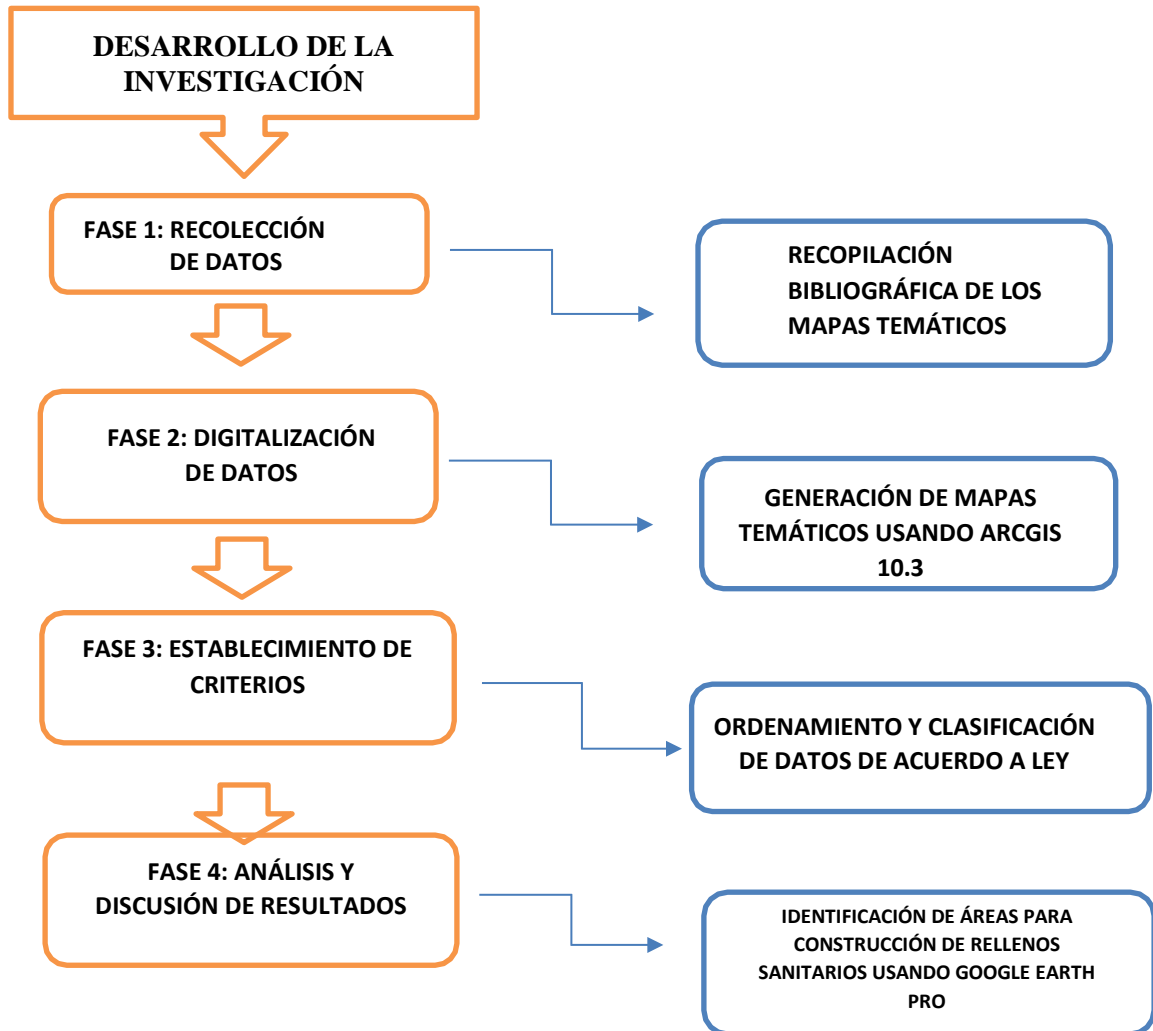 DESARROLLO DE LA
INVESTIGACIÓN
FASE 1: RECOLECCIÓN
DE DATOS
RECOPILACIÓN
BIBLIOGRÁFICA DE LOS
MAPAS TEMÁTICOS
FASE 2: DIGITALIZACIÓN
DE DATOS
GENERACIÓN DE MAPAS
TEMÁTICOS USANDO ARCGIS
10.3
FASE 3: ESTABLECIMIENTO DE
CRITERIOS
ORDENAMIENTO Y CLASIFICACIÓN
DE DATOS DE ACUERDO A LEY
FASE 4: ANÁLISIS Y
DISCUSIÓN DE RESULTADOS
IDENTIFICACIÓN DE ÁREAS PARA
CONSTRUCCIÓN DE RELLENOS
SANITARIOS USANDO GOOGLE EARTH
PRO